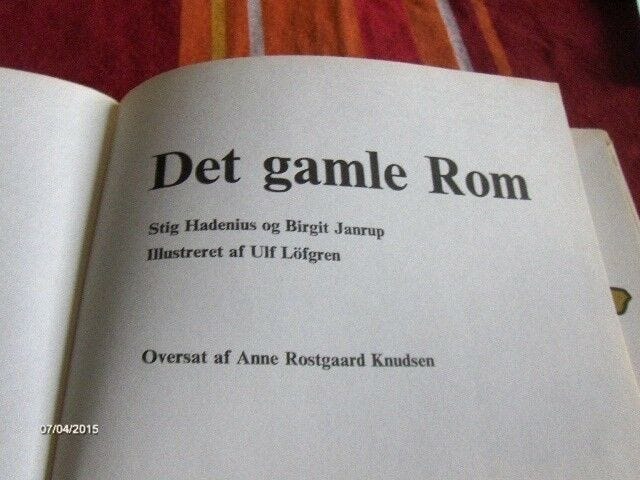 Det gamle Rom
Stig Hadenius og Birgit Janrup
Illustreret af Ulf Löfgren
Oversat af Anne Rostgaard Knudsen
07/04/2015